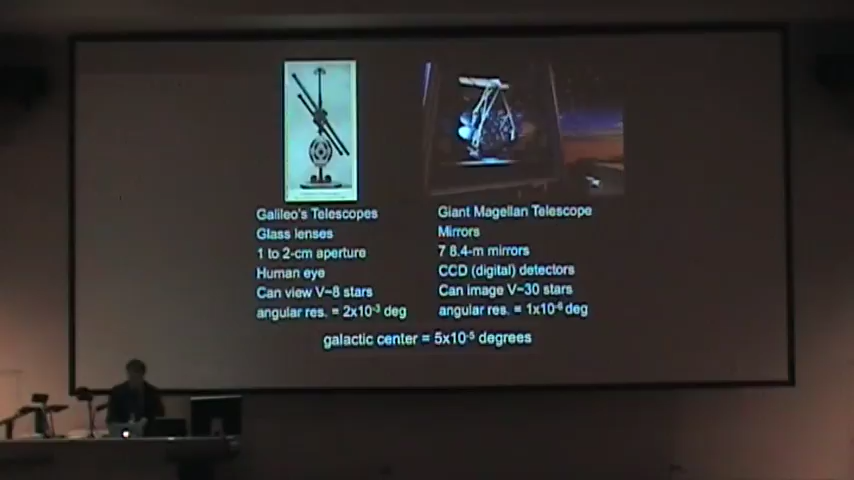 Galileo's Telescopes
Glass lenses
1 to 2-cm aperture
Human eye
Can view V~8 stars
angular res. = 2x10⁻³ deg
Giant Magellan Telescope
Mirrors
7 8.4-m mirrors
CCD (digital) detectors
Can image V~30 stars
angular res. = 1x10⁻⁶ deg
galactic center = 5x10⁻⁵ degrees